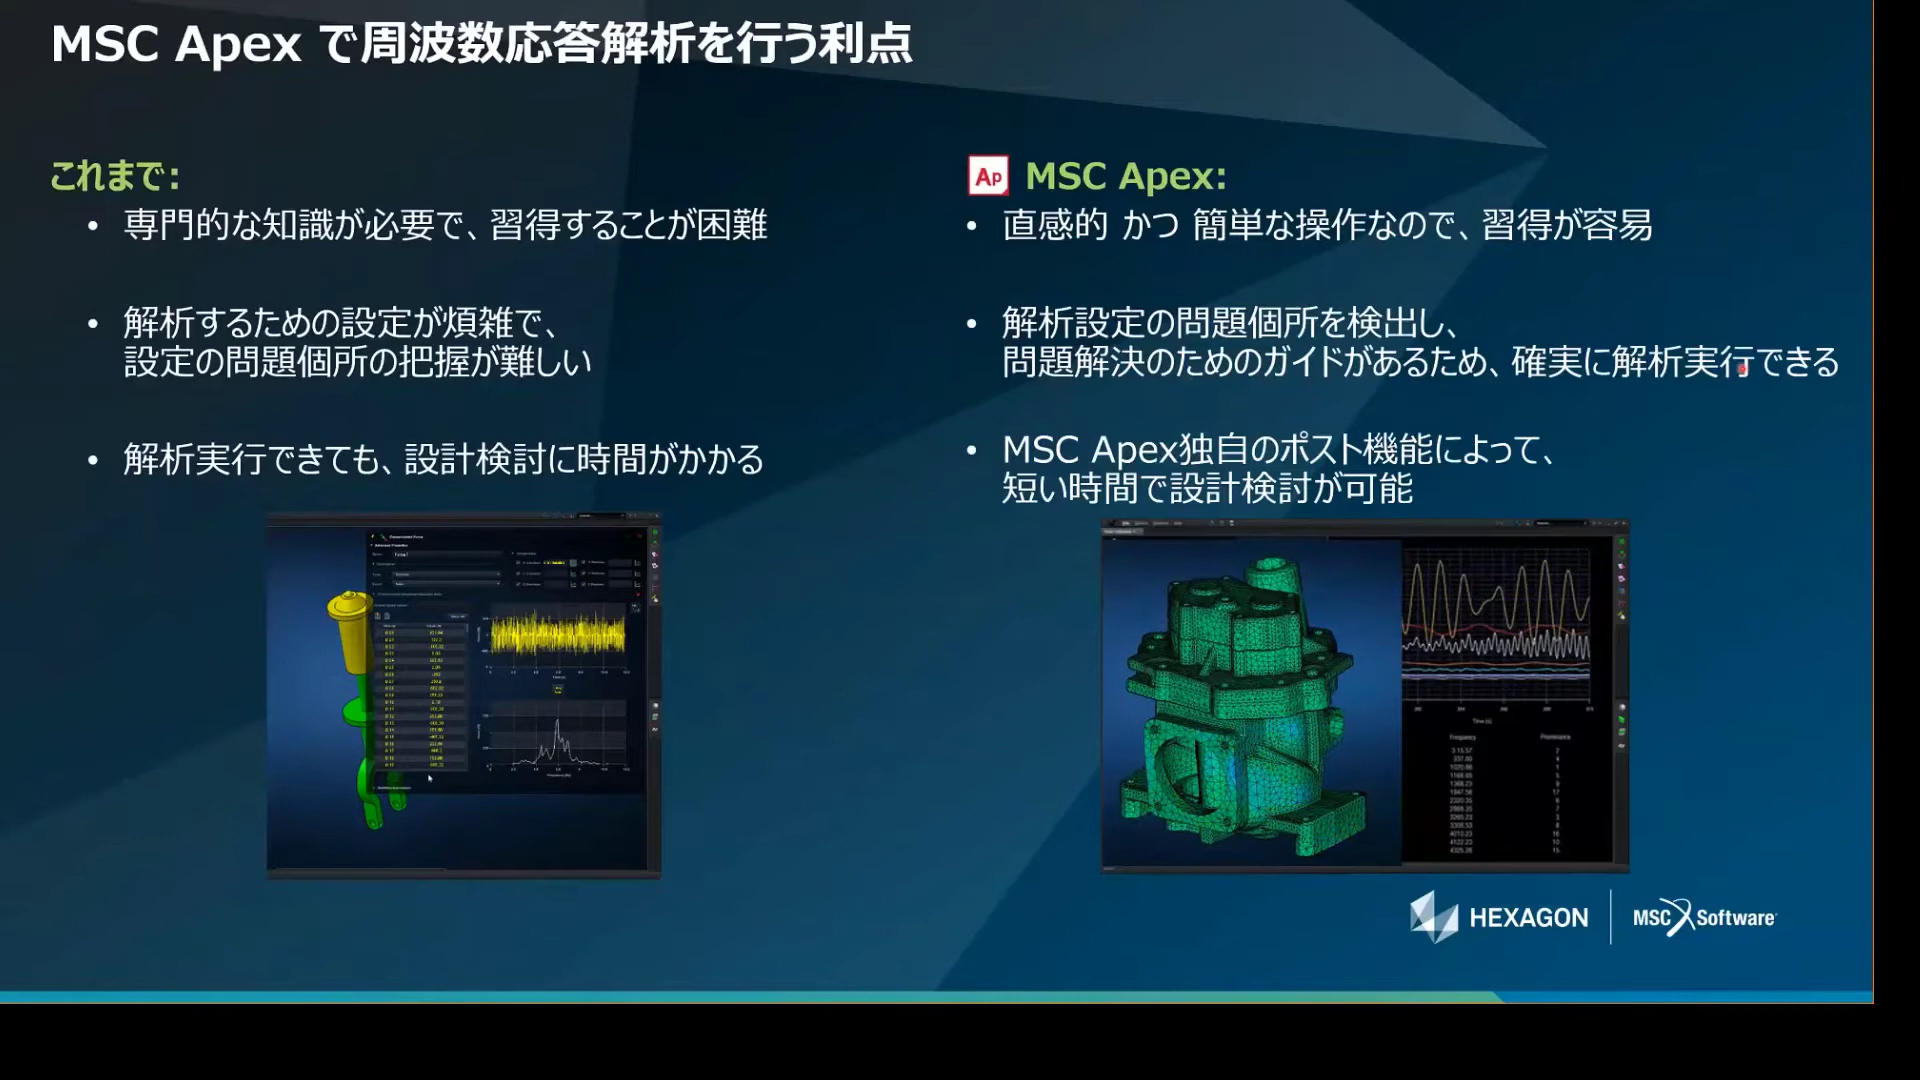 MSC Apex で周波数応答解析を行う利点
これまで:
• 専門的な知識が必要で、習得することが困難
• 解析するための設定が煩雑で、
設定の問題個所の把握が難しい
• 解析実行できても、設計検討に時間がかかる
Ap MSC Apex:
• 直感的 かつ 簡単な操作なので、習得が容易
• 解析設定の問題個所を検出し、
問題解決のためのガイドがあるため、確実に解析実行できる
• MSC Apex独自のポスト機能によって、
短い時間で設計検討が可能
Time (s)
Frequency Prominence
HEXAGON
MSC Software